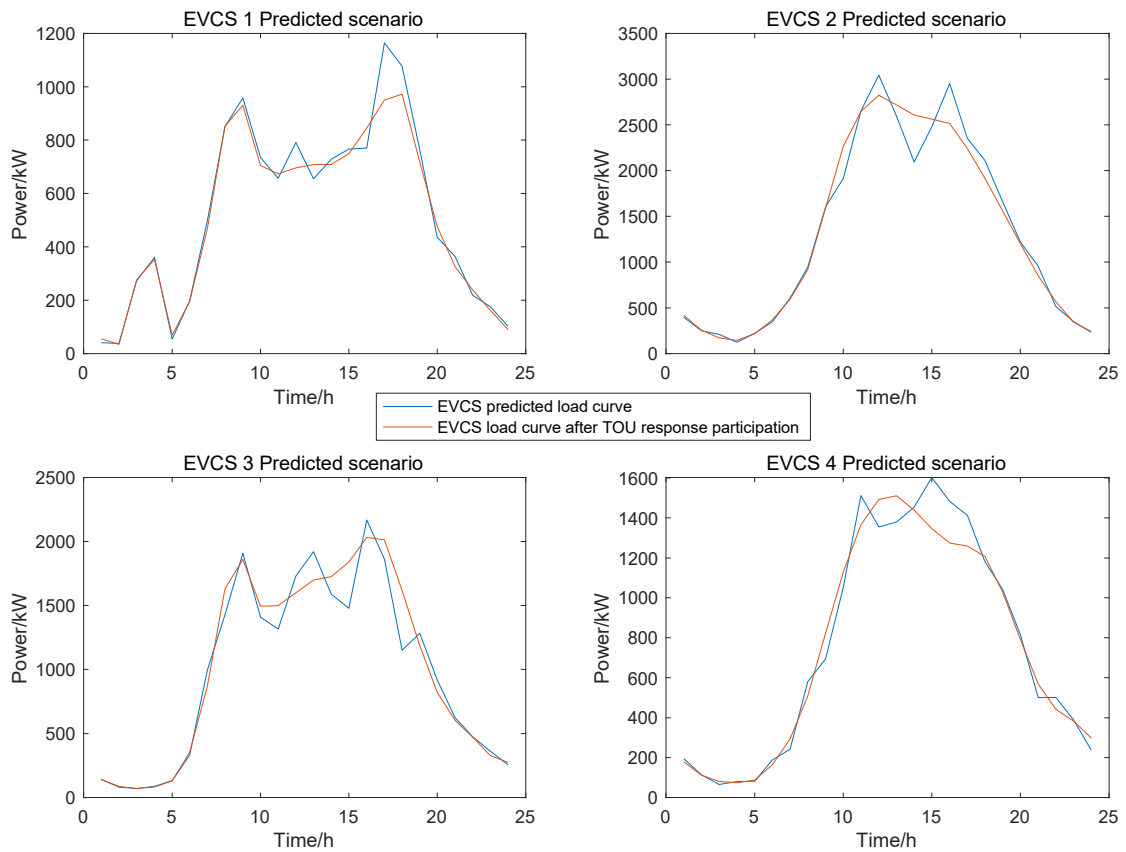 EVCS 1 Predicted scenario
1200
1000
800
600
400
200
0
Power/kW
0 5 10 15 20 25
Time/h
EVCS 2 Predicted scenario
3500
3000
2500
2000
1500
1000
500
0
Power/kW
0 5 10 15 20 25
Time/h
EVCS predicted load curve
EVCS load curve after TOU response participation
EVCS 3 Predicted scenario
2500
2000
1500
1000
500
0
Power/kW
0 5 10 15 20 25
Time/h
EVCS 4 Predicted scenario
1600
1400
1200
1000
800
600
400
200
0
Power/kW
0 5 10 15 20 25
Time/h